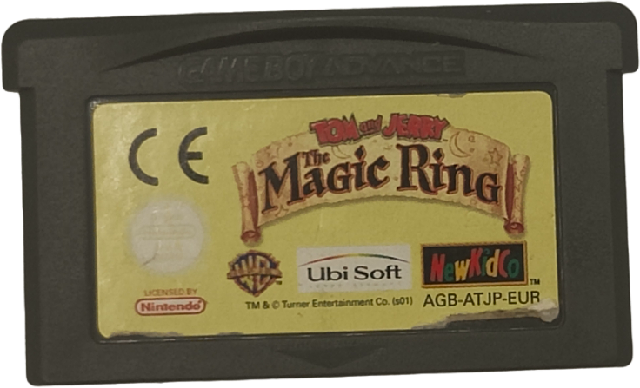 GAME BOY ADVANCE
CE
TOM and JERRY
The
MAGIC RING
WB
Ubi Soft
NewKidCo
TM
LICENSED BY
Nintendo
TM & © Turner Entertainment Co. (s01)
AGB-ATJP-EUR